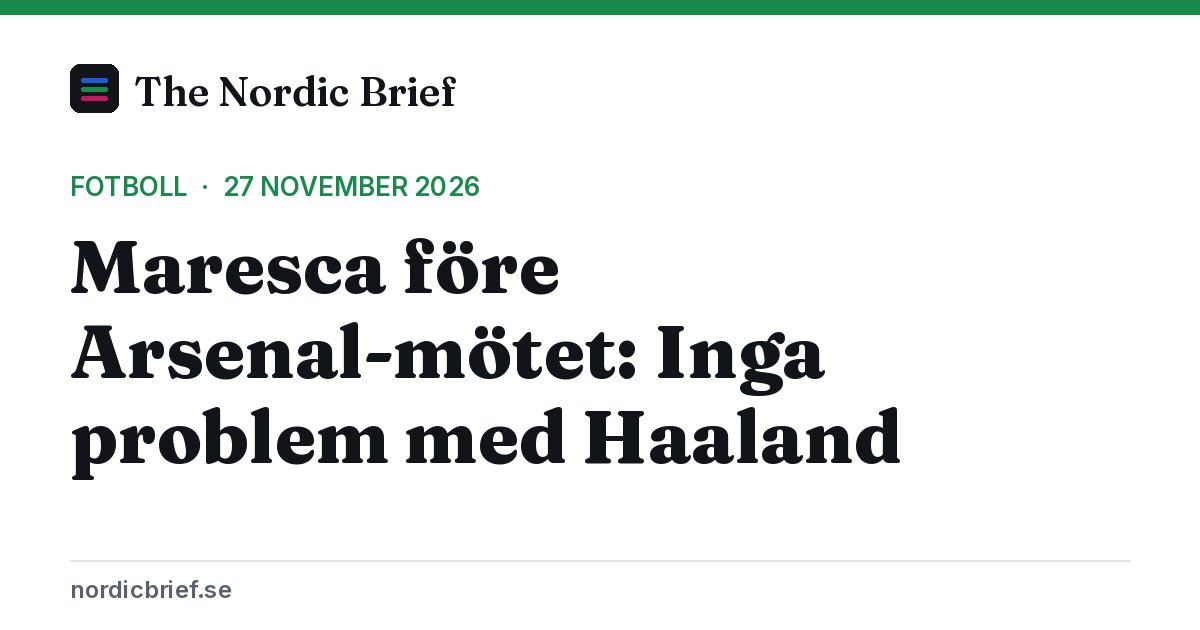 The Nordic Brief
FOTBOLL · 27 NOVEMBER 2026
Maresca före
Arsenal-mötet: Inga
problem med Haaland
nordicbrief.se